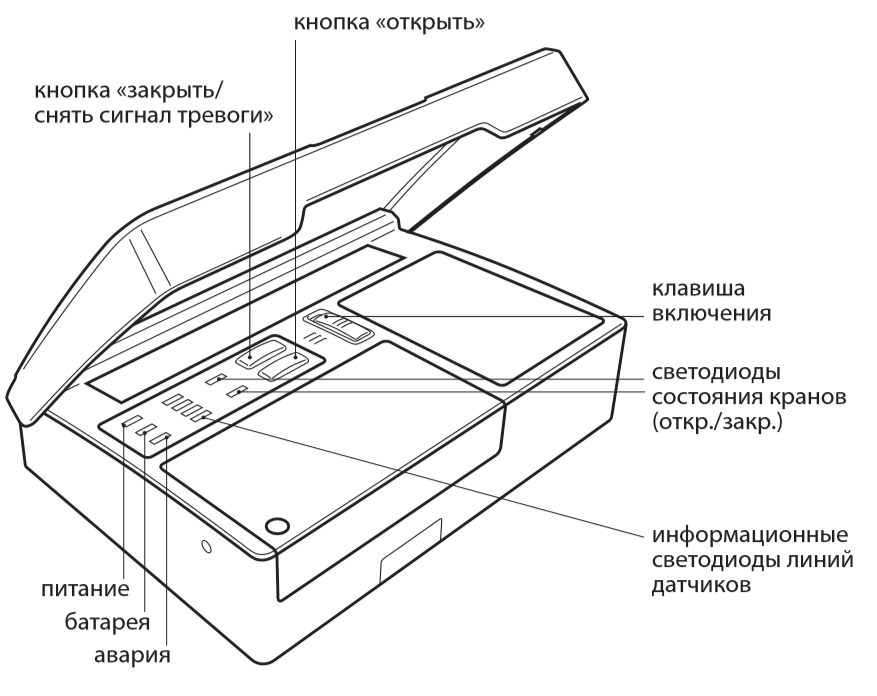 кнопка «открыть»
кнопка «закрыть/
снять сигнал тревоги»
клавиша
включения
светодиоды
состояния кранов
(откр./закр.)
информационные
светодиоды линий
датчиков
питание
батарея
авария